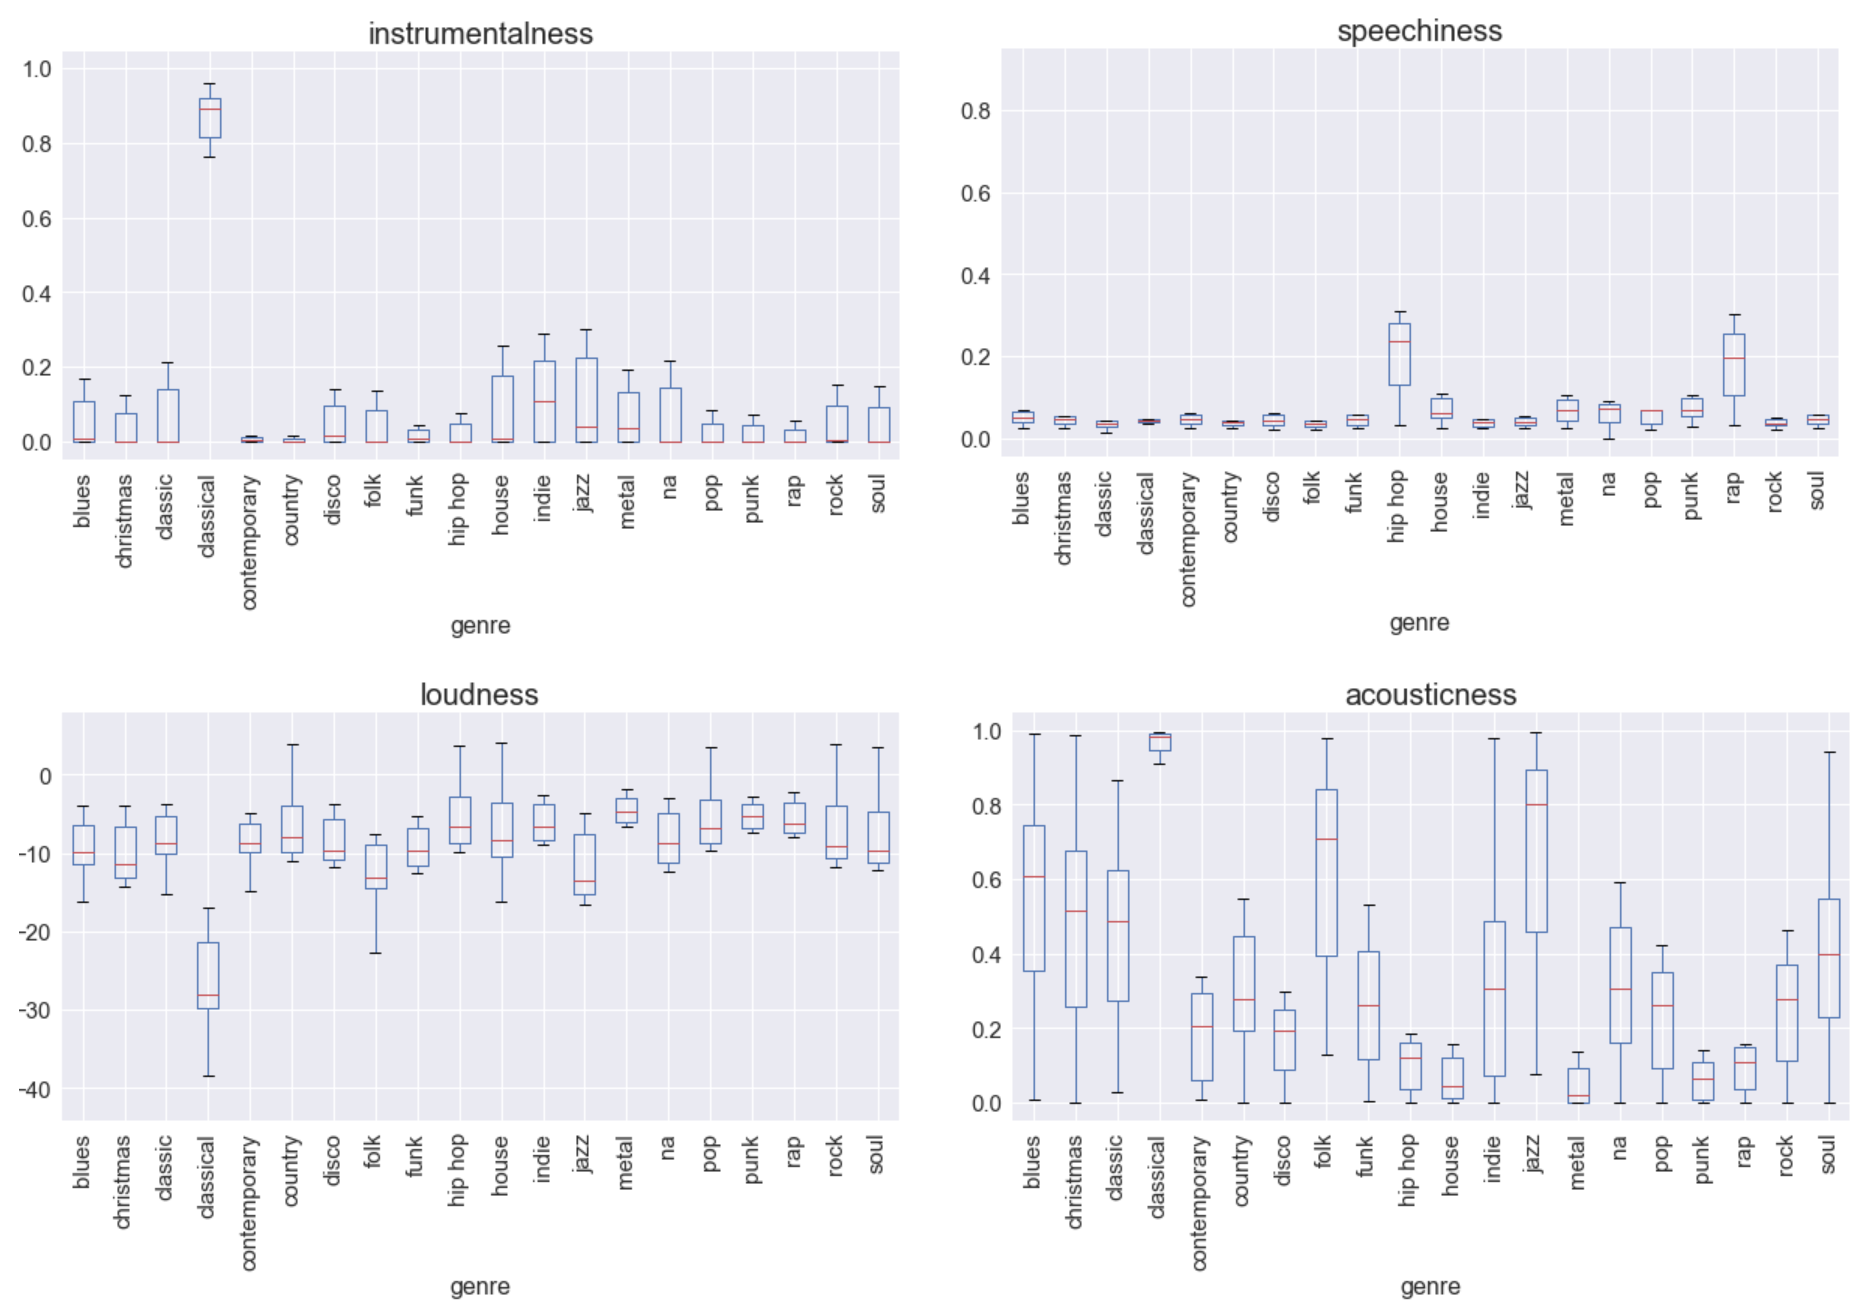 instrumentalness
1.0
0.8
0.6
0.4
0.2
0.0
blues christmas classic classical contemporary country disco folk funk hip hop house indie jazz metal na pop punk rap rock soul
genre
speechiness
0.8
0.6
0.4
0.2
0.0
blues christmas classic classical contemporary country disco folk funk hip hop house indie jazz metal na pop punk rap rock soul
genre
loudness
0
-10
-20
-30
-40
blues christmas classic classical contemporary country disco folk funk hip hop house indie jazz metal na pop punk rap rock soul
genre
acousticness
1.0
0.8
0.6
0.4
0.2
0.0
blues christmas classic classical contemporary country disco folk funk hip hop house indie jazz metal na pop punk rap rock soul
genre